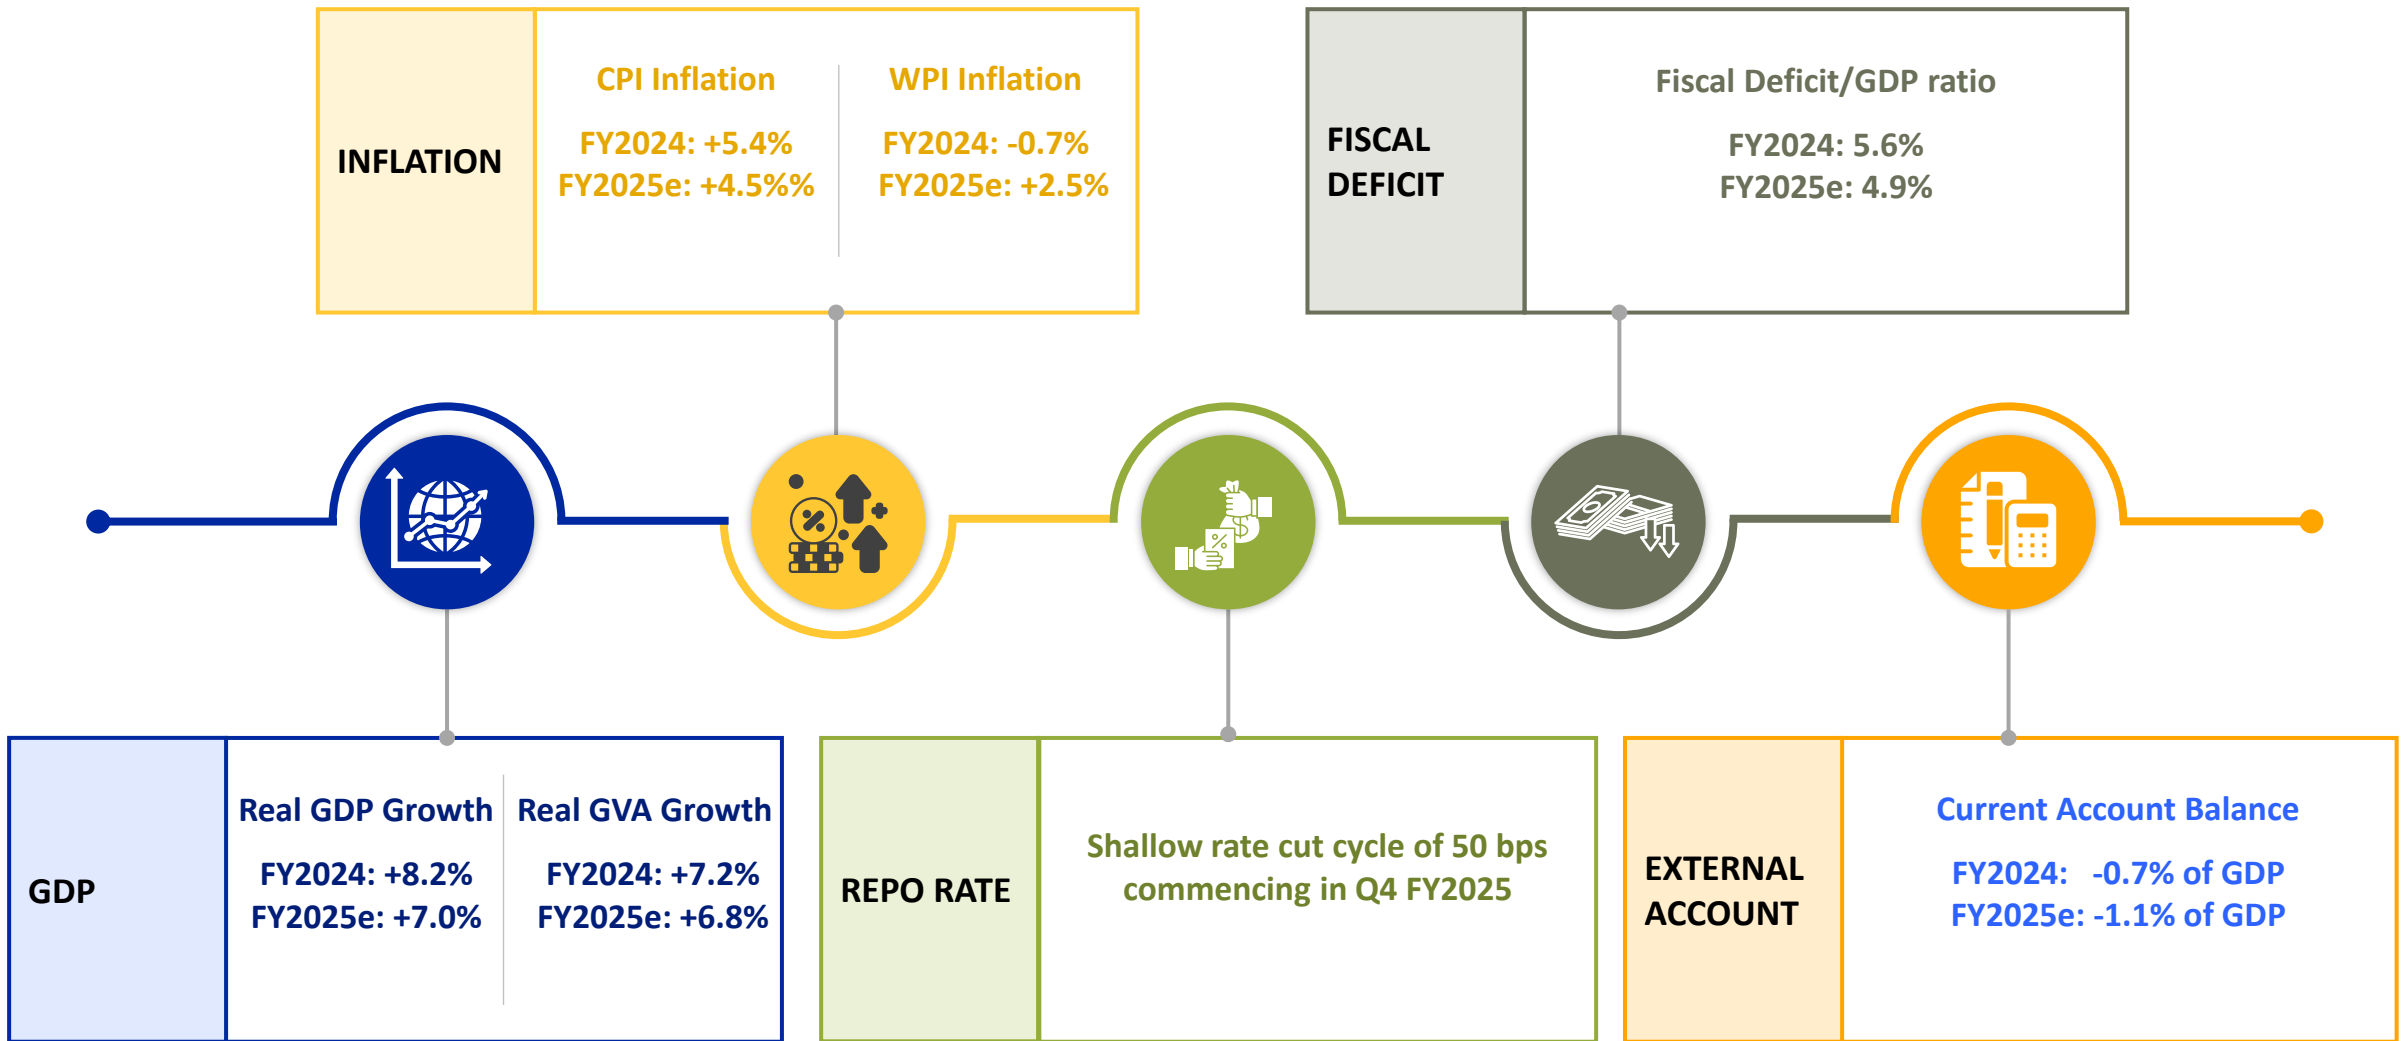 INFLATION
CPI Inflation
FY2024: +5.4%
FY2025e: +4.5%%
WPI Inflation
FY2024: -0.7%
FY2025e: +2.5%
FISCAL
DEFICIT
Fiscal Deficit/GDP ratio
FY2024: 5.6%
FY2025e: 4.9%
GDP
Real GDP Growth
FY2024: +8.2%
FY2025e: +7.0%
Real GVA Growth
FY2024: +7.2%
FY2025e: +6.8%
REPO RATE
Shallow rate cut cycle of 50 bps
commencing in Q4 FY2025
EXTERNAL
ACCOUNT
Current Account Balance
FY2024: -0.7% of GDP
FY2025e: -1.1% of GDP